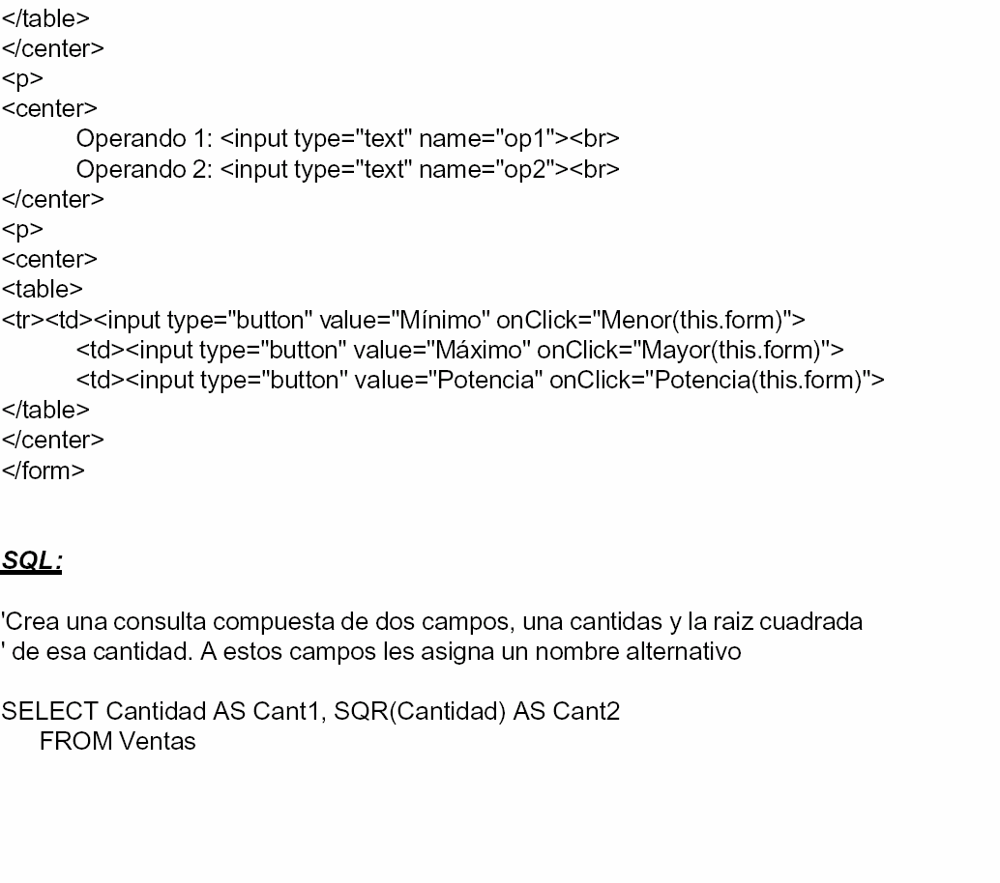 </table>
</center>
<p>
<center>
Operando 1: <input type="text" name="op1"><br>
Operando 2: <input type="text" name="op2"><br>
</center>
<p>
<center>
<table>
<tr><td><input type="button" value="Mínimo" onClick="Menor(this.form)">
<td><input type="button" value="Máximo" onClick="Mayor(this.form)">
<td><input type="button" value="Potencia" onClick="Potencia(this.form)">
</table>
</center>
</form>
SQL:
'Crea una consulta compuesta de dos campos, una cantidas y la raiz cuadrada
' de esa cantidad. A estos campos les asigna un nombre alternativo
SELECT Cantidad AS Cant1, SQR(Cantidad) AS Cant2
FROM Ventas